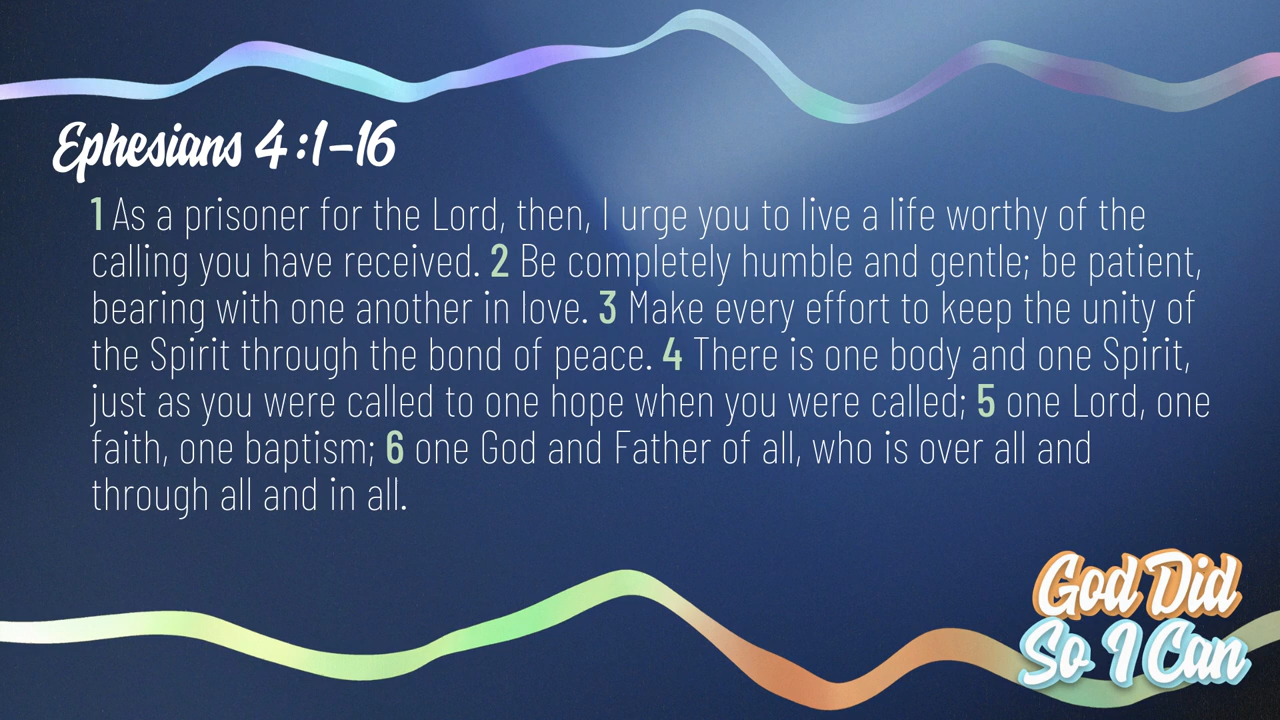 Ephesians 4:1-16
1 As a prisoner for the Lord, then, I urge you to live a life worthy of the
calling you have received. 2 Be completely humble and gentle; be patient,
bearing with one another in love. 3 Make every effort to keep the unity of
the Spirit through the bond of peace. 4 There is one body and one Spirit,
just as you were called to one hope when you were called; 5 one Lord, one
faith, one baptism; 6 one God and Father of all, who is over all and
through all and in all.
God Did
So I Can